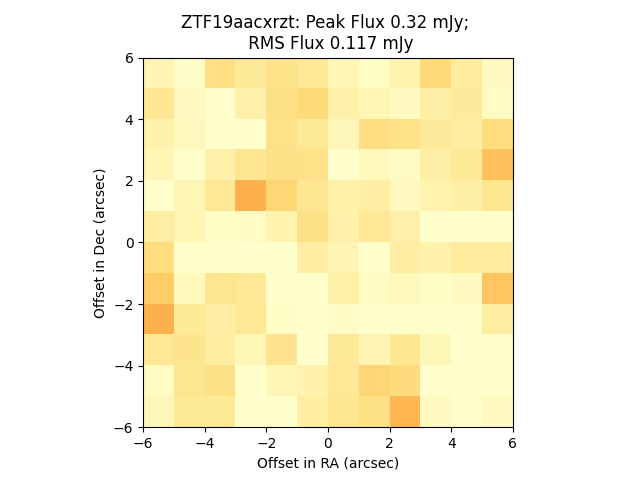 ZTF19aacxrzt: Peak Flux 0.32 mJy;
RMS Flux 0.117 mJy
6
4
2
0
−2
−4
−6
Offset in Dec (arcsec)
−6 −4 −2 0 2 4 6
Offset in RA (arcsec)